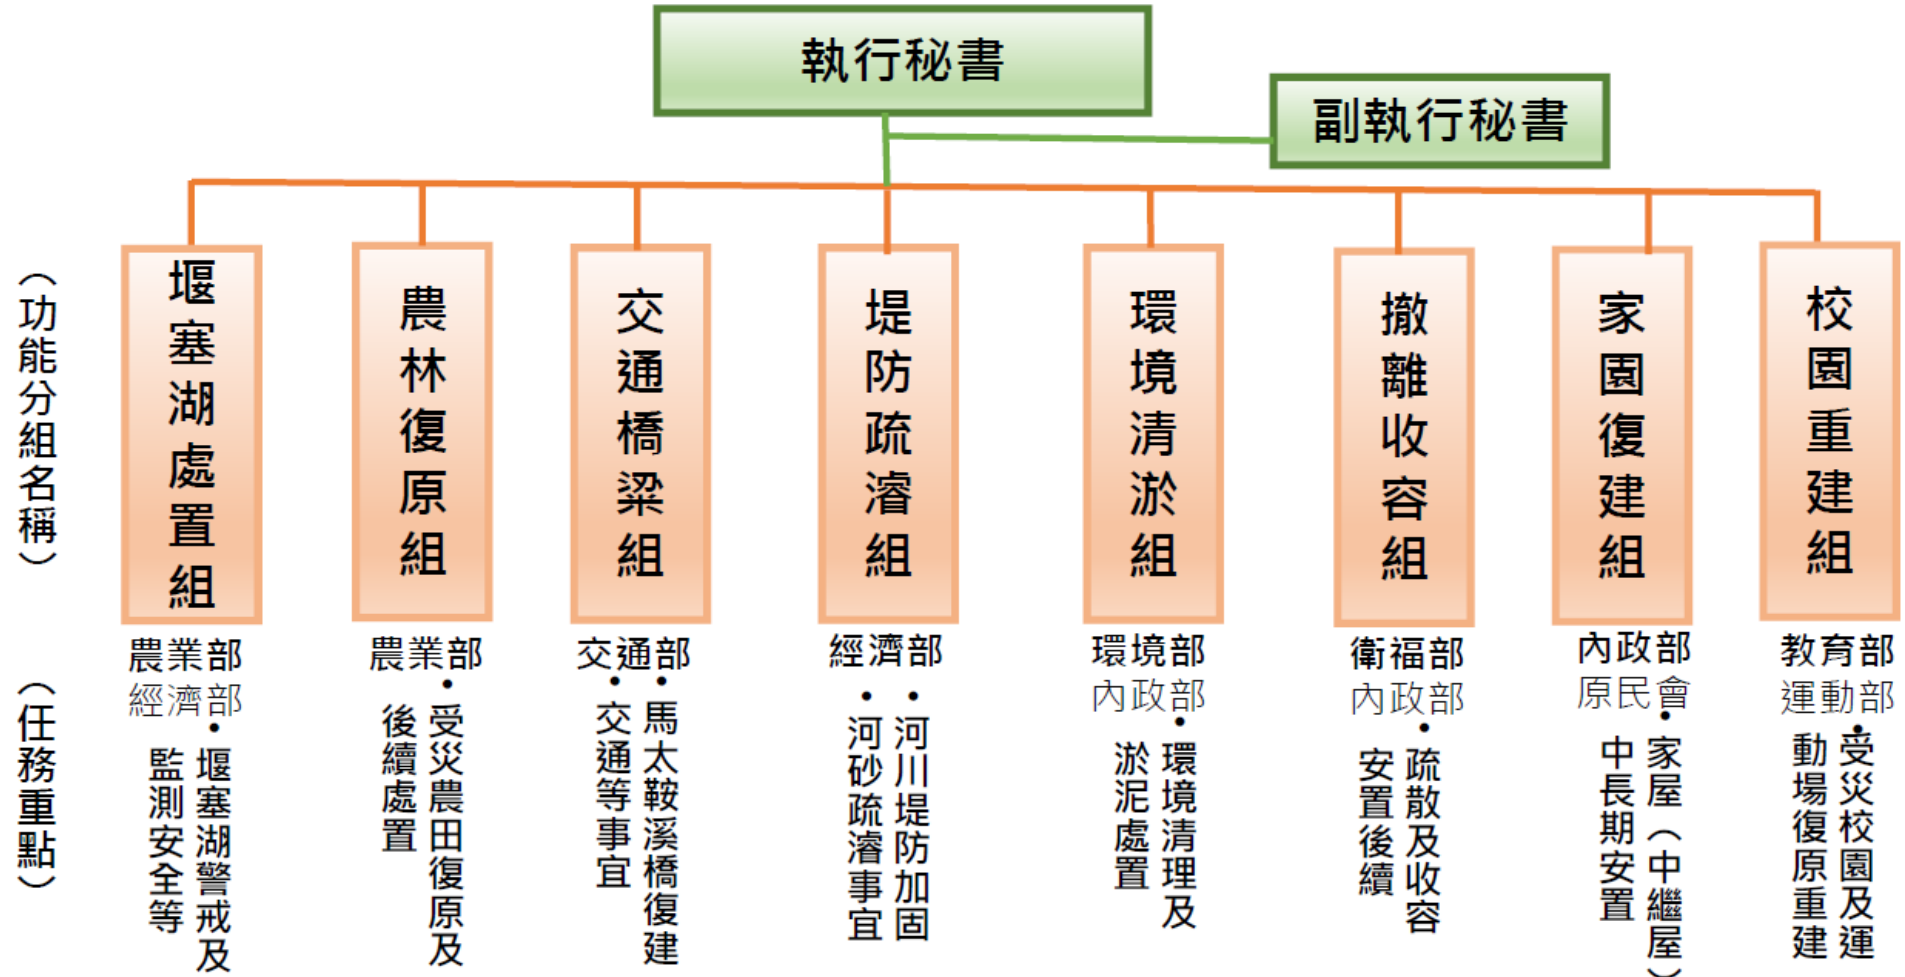 執行秘書
副執行秘書
（功能分組名稱）
堰塞湖處置組
農林復原組
交通橋梁組
堤防疏濬組
環境清淤組
撤離收容組
家園復建組
校園重建組
（任務重點）
農業部
經濟部
•堰塞湖警戒及
監測安全等
農業部
•受災農田復原及
後續處置
交通部
•馬太鞍溪橋復建
•交通等事宜
經濟部
•河川堤防加固
•河砂疏濬事宜
環境部
內政部
•環境清理及
淤泥處置
衛福部
內政部
•疏散及收容
安置後續
內政部
原民會
•家屋（中繼屋）
中長期安置
教育部
運動部
•受災校園及運
動場復原重建